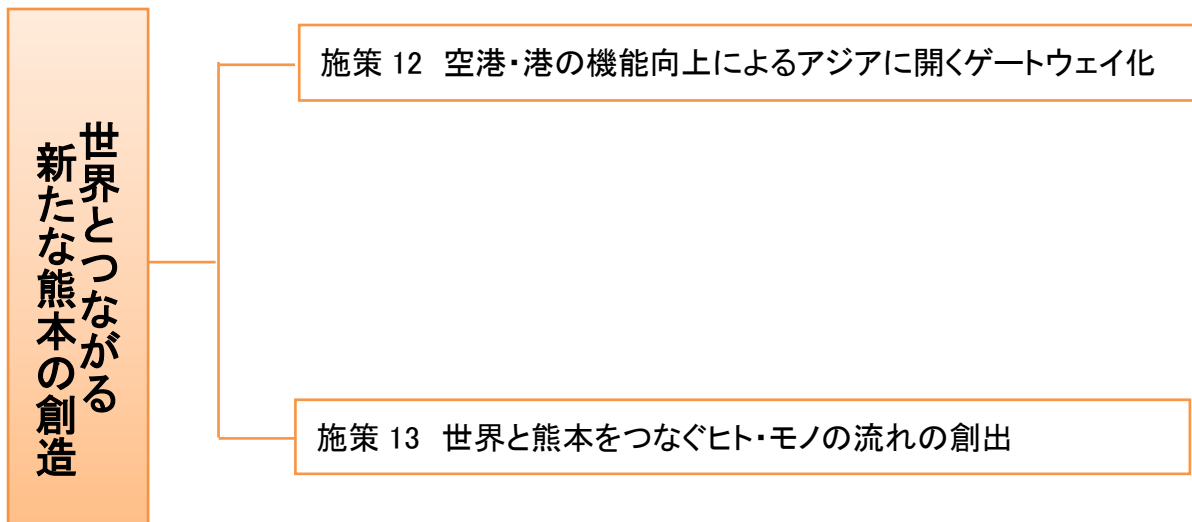 世界とつながる
新たな熊本の創造
施策 12 空港・港の機能向上によるアジアに開くゲートウェイ化
施策 13 世界と熊本をつなぐヒト・モノの流れの創出